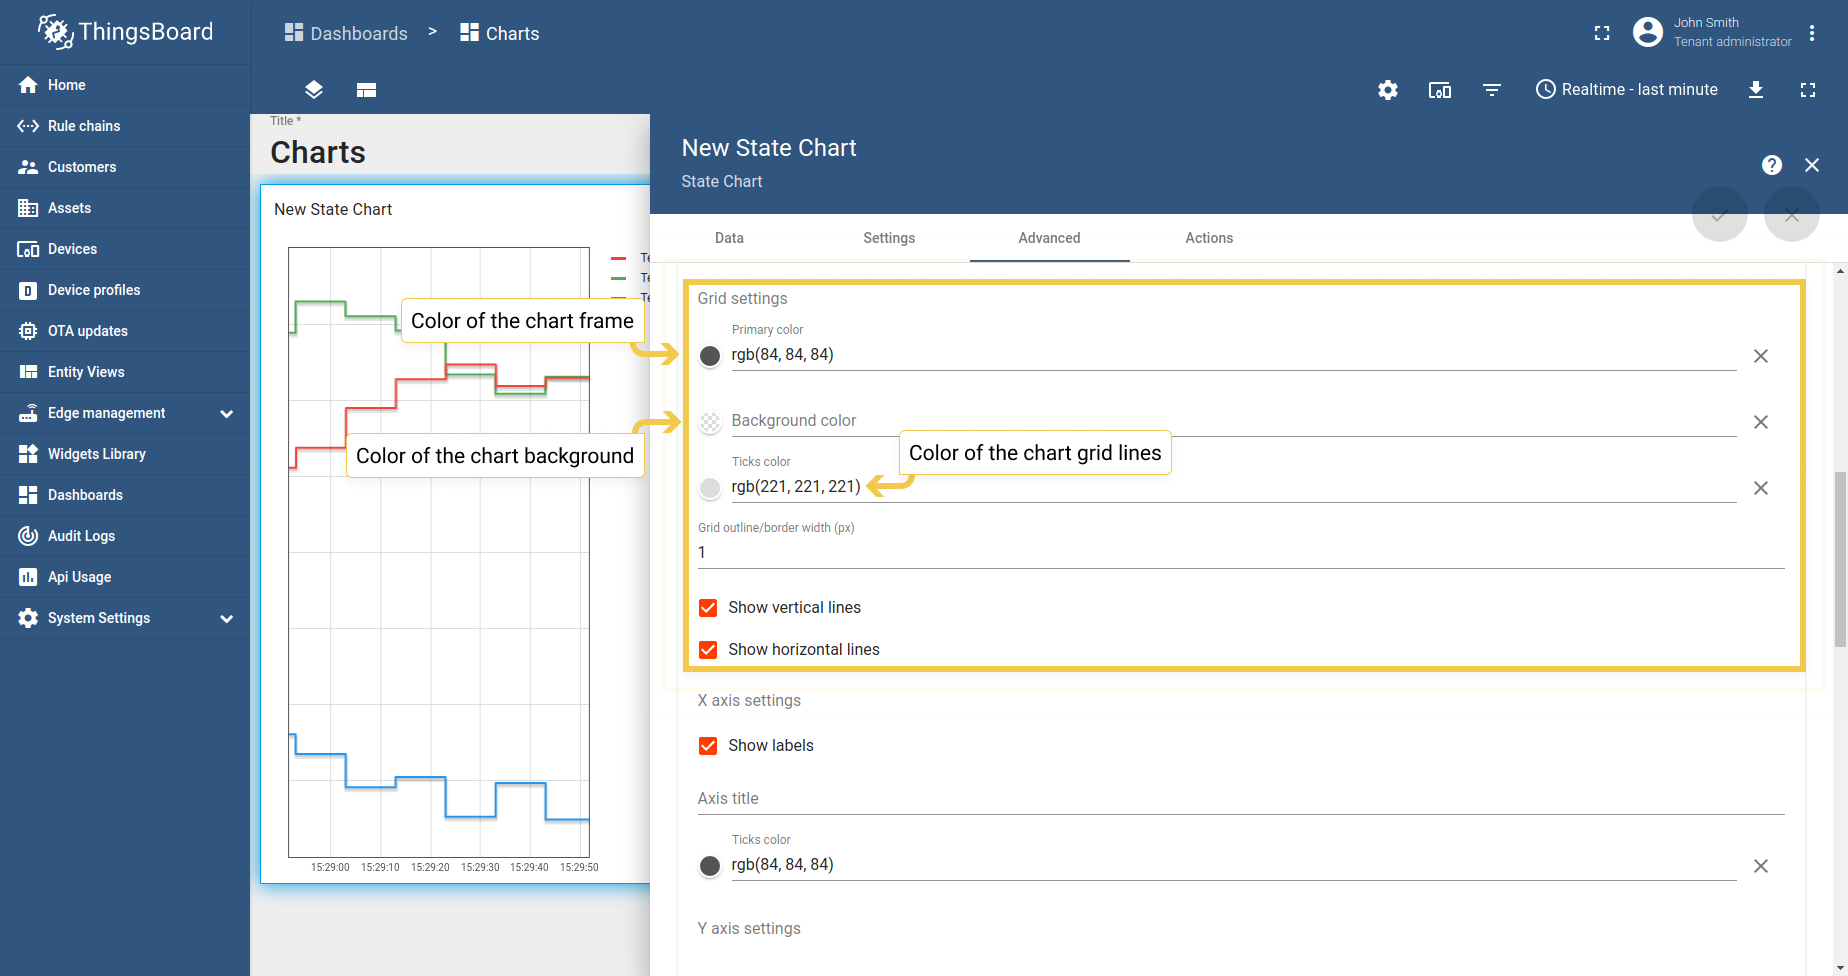 ThingsBoard
Home
Rule chains
Customers
Assets
Devices
Device profiles
OTA updates
Entity Views
Edge management
Widgets Library
Dashboards
Audit Logs
Api Usage
System Settings
Dashboards > Charts
John Smith
Tenant administrator
Realtime - last minute
Title *
Charts
New State Chart
Te
Te
Te
15:29:00 15:29:10 15:29:20 15:29:30 15:29:40 15:29:50
Color of the chart frame
Color of the chart background
New State Chart
State Chart
Data Settings Advanced Actions
Grid settings
Primary color
rgb(84, 84, 84)
Background color
Color of the chart grid lines
Ticks color
rgb(221, 221, 221)
Grid outline/border width (px)
1
Show vertical lines
Show horizontal lines
X axis settings
Show labels
Axis title
Ticks color
rgb(84, 84, 84)
Y axis settings